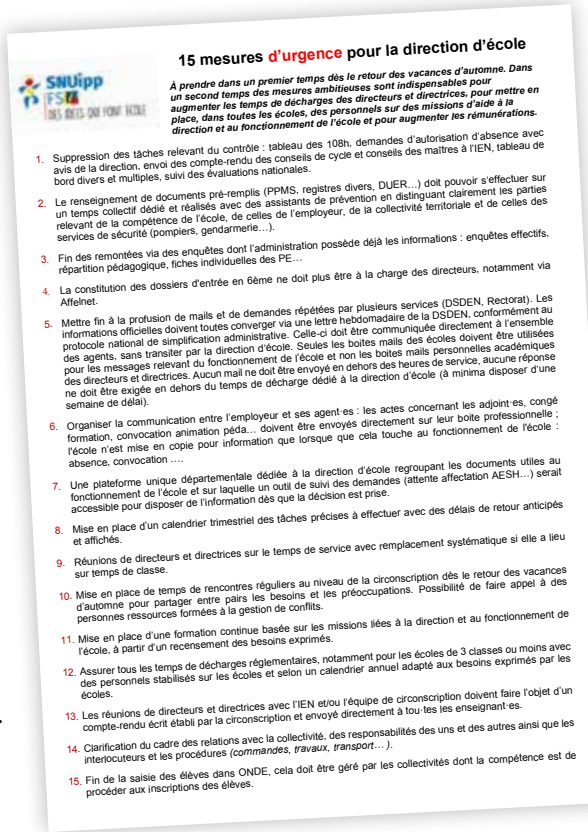 15 mesures d'urgence pour la direction d'école
SNUipp
FSU
DES IDÉES QUI FONT ÉCOLE
À prendre dans un premier temps dès le retour des vacances d'automne. Dans
un second temps des mesures ambitieuses sont indispensables pour
augmenter les temps de décharges des directeurs et directrices, pour mettre en
place, dans toutes les écoles, des personnels sur des missions d'aide à la
direction et au fonctionnement de l'école et pour augmenter les rémunérations.
1. Suppression des tâches relevant du contrôle : tableau des 108h, demandes d'autorisation d'absence avec
avis de la direction, envoi des compte-rendu des conseils de cycle et conseils des maîtres à l'IEN, tableau de
bord divers et multiples, suivi des évaluations nationales.
2. Le renseignement de documents pré-remplis (PPMS, registres divers, DUER…) doit pouvoir s'effectuer sur
un temps collectif dédié et réalisés avec des assistants de prévention en distinguant clairement les parties
relevant de la compétence de l'école, de celles de l'employeur, de la collectivité territoriale et de celles des
services de sécurité (pompiers, gendarmerie…).
3. Fin des remontées via des enquêtes dont l'administration possède déjà les informations : enquêtes effectifs,
répartition pédagogique, fiches individuelles des PE…
4. La constitution des dossiers d'entrée en 6ème ne doit plus être à la charge des directeurs, notamment via
Affelnet.
5. Mettre fin à la profusion de mails et de demandes répétées par plusieurs services (DSDEN, Rectorat). Les
informations officielles doivent toutes converger via une lettre hebdomadaire de la DSDEN, conformément au
protocole national de simplification administrative. Celle-ci doit être communiquée directement à l'ensemble
des agents, sans transiter par la direction d'école. Seules les boites mails des écoles doivent être utilisées
pour les messages relevant du fonctionnement de l'école et non les boites mails personnelles académiques
des directeurs et directrices. Aucun mail ne doit être envoyé en dehors des heures de service, aucune réponse
ne doit être exigée en dehors du temps de décharge dédié à la direction d'école (à minima disposer d'une
semaine de délai).
6. Organiser la communication entre l'employeur et ses agent·es : les actes concernant les adjoint·es, congé
formation, convocation animation péda… doivent être envoyés directement sur leur boite professionnelle ;
l'école n'est mise en copie pour information que lorsque que cela touche au fonctionnement de l'école :
absence, convocation ….
7. Une plateforme unique départementale dédiée à la direction d'école regroupant les documents utiles au
fonctionnement de l'école et sur laquelle un outil de suivi des demandes (attente affectation AESH…) serait
accessible pour disposer de l'information dès que la décision est prise.
8. Mise en place d'un calendrier trimestriel des tâches précises à effectuer avec des délais de retour anticipés
et affichés.
9. Réunions de directeurs et directrices sur le temps de service avec remplacement systématique si elle a lieu
sur temps de classe.
10. Mise en place de temps de rencontres réguliers au niveau de la circonscription dès le retour des vacances
d'automne pour partager entre pairs les besoins et les préoccupations. Possibilité de faire appel à des
personnes ressources formées à la gestion de conflits.
11. Mise en place d'une formation continue basée sur les missions liées à la direction et au fonctionnement de
l'école, à partir d'un recensement des besoins exprimés.
12. Assurer tous les temps de décharges réglementaires, notamment pour les écoles de 3 classes ou moins avec
des personnels stabilisés sur les écoles et selon un calendrier annuel adapté aux besoins exprimés par les
écoles.
13. Les réunions de directeurs et directrices avec l'IEN et/ou l'équipe de circonscription doivent faire l'objet d'un
compte-rendu écrit établi par la circonscription et envoyé directement à tou·tes les enseignant·es.
14. Clarification du cadre des relations avec la collectivité, des responsabilités des uns et des autres ainsi que les
interlocuteurs et les procédures (commandes, travaux, transport… ).
15. Fin de la saisie des élèves dans ONDE, cela doit être géré par les collectivités dont la compétence est de
procéder aux inscriptions des élèves.